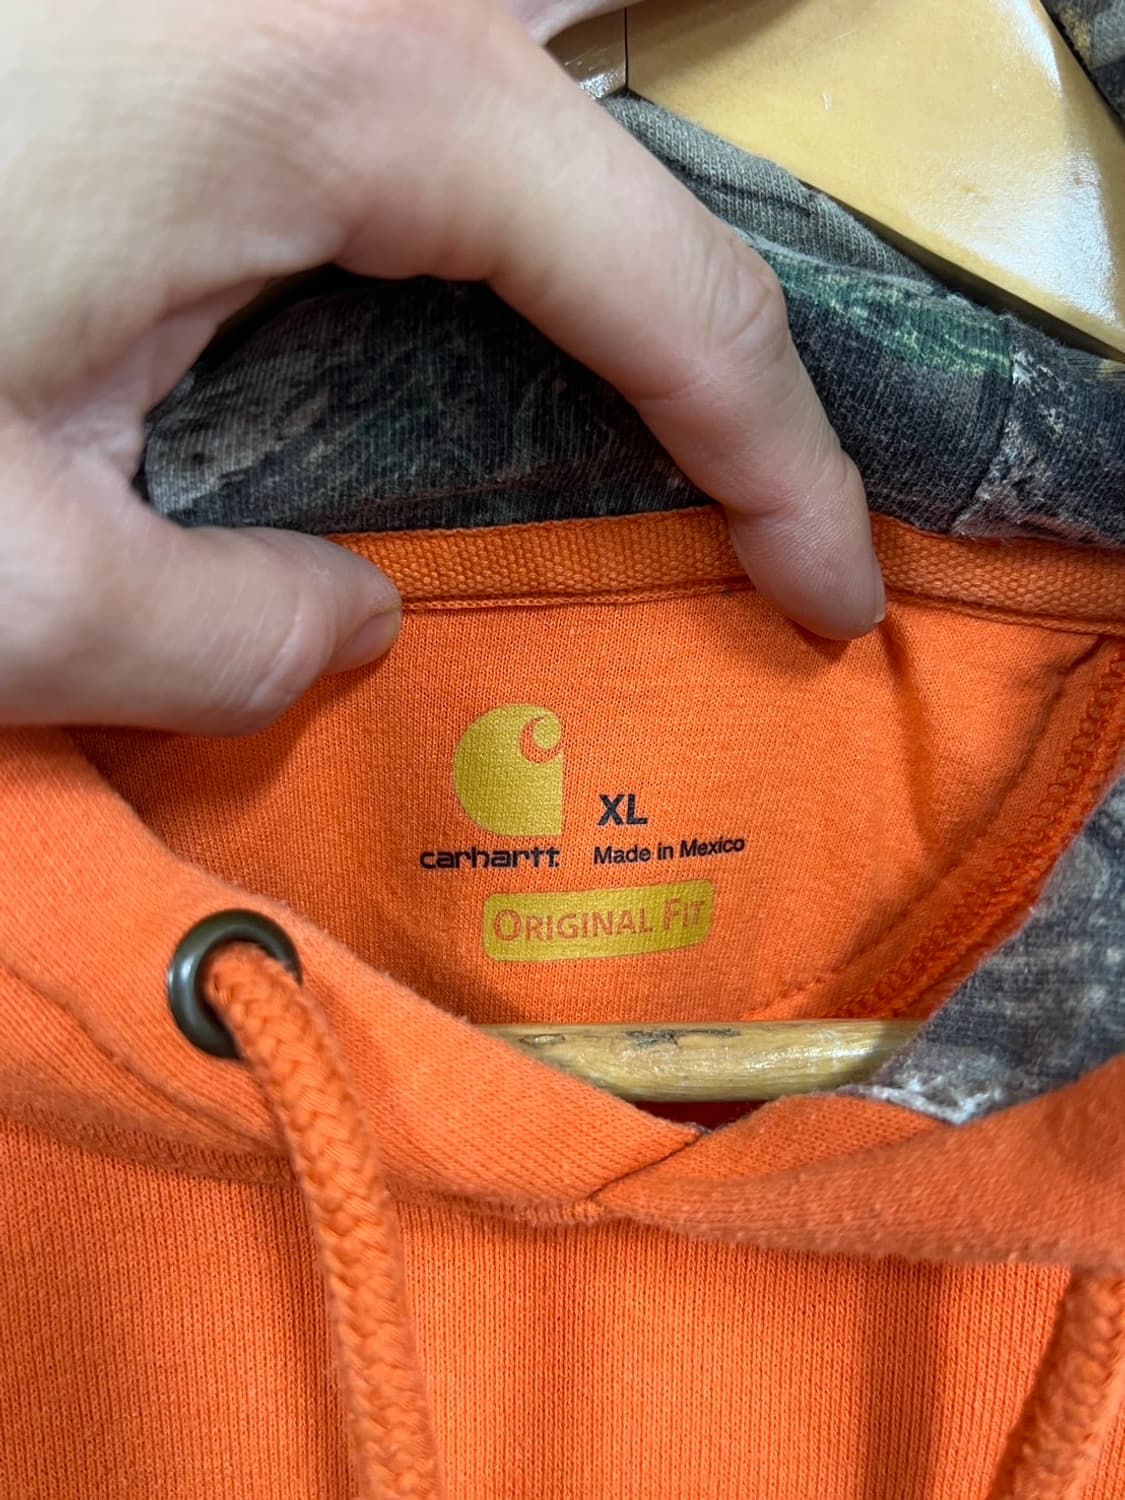 XL
carhartt
Made in Mexico
ORIGINAL FIT